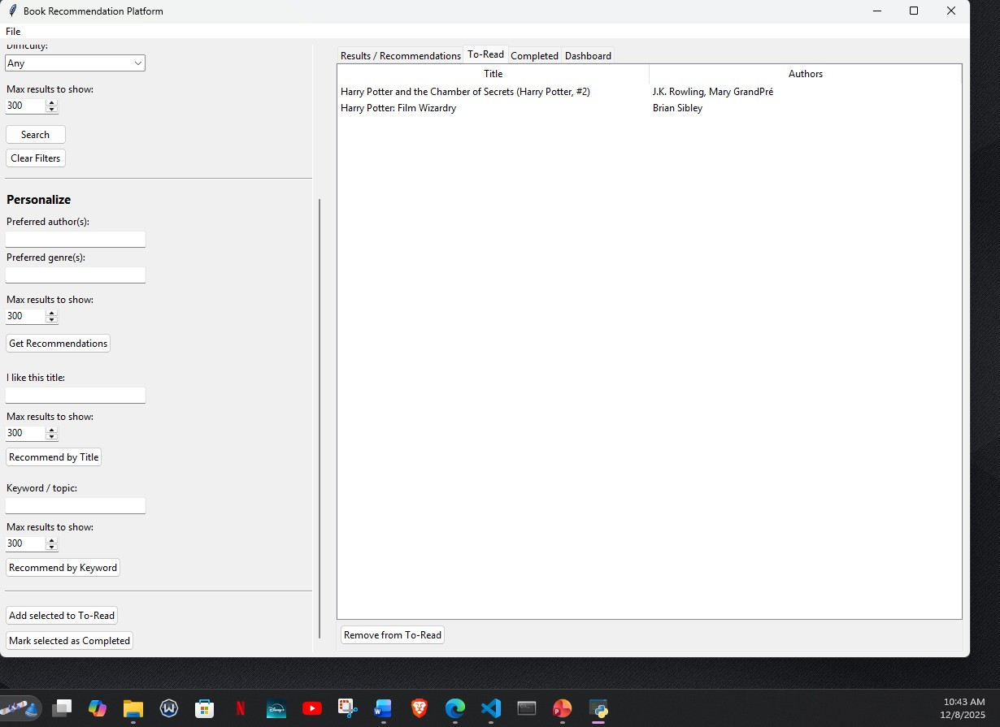 Book Recommendation Platform
File
Difficulty:
Any
Max results to show:
300
Search
Clear Filters
Personalize
Preferred author(s):
Preferred genre(s):
Max results to show:
300
Get Recommendations
I like this title:
Max results to show:
300
Recommend by Title
Keyword / topic:
Max results to show:
300
Recommend by Keyword
Add selected to To-Read
Mark selected as Completed
Results / Recommendations To-Read Completed Dashboard
Title Authors
Harry Potter and the Chamber of Secrets (Harry Potter, #2) J.K. Rowling, Mary GrandPré
Harry Potter: Film Wizardry Brian Sibley
Remove from To-Read
10:43 AM
12/8/2025